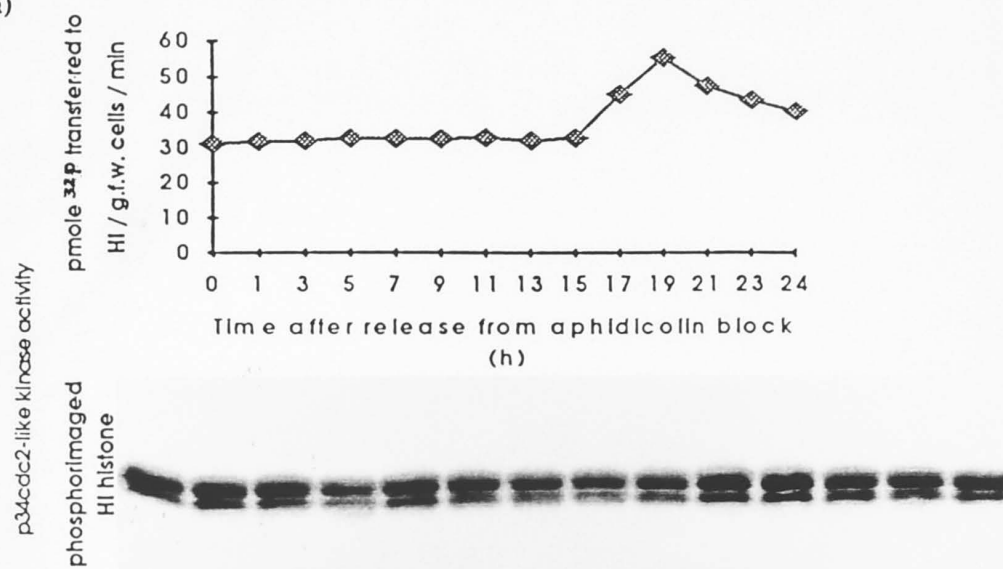 p34cdc2-like kinase activity
pmole 32P transferred to
HI / g.f.w. cells / min
60
50
40
30
20
10
0
0 1 3 5 7 9 11 13 15 17 19 21 23 24
Time after release from aphidicolin block
(h)
phosphorimaged
HI histone